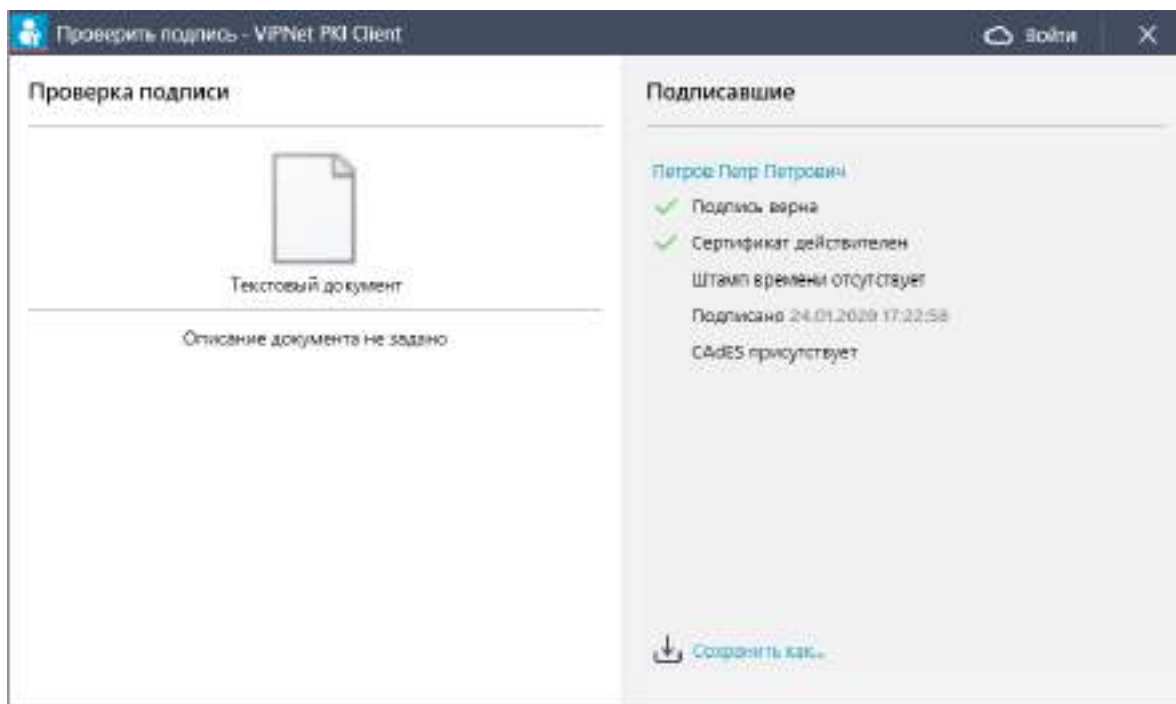 Проверить подпись - ViPNet PKI Client
Войти
Проверка подписи
Текстовый документ
Описание документа не задано
Подписавшие
Петров Петр Петрович
Подпись верна
Сертификат действителен
Штамп времени отсутствует
Подписано 24.01.2020 17:22:58
CAdES присутствует
Сохранить как...